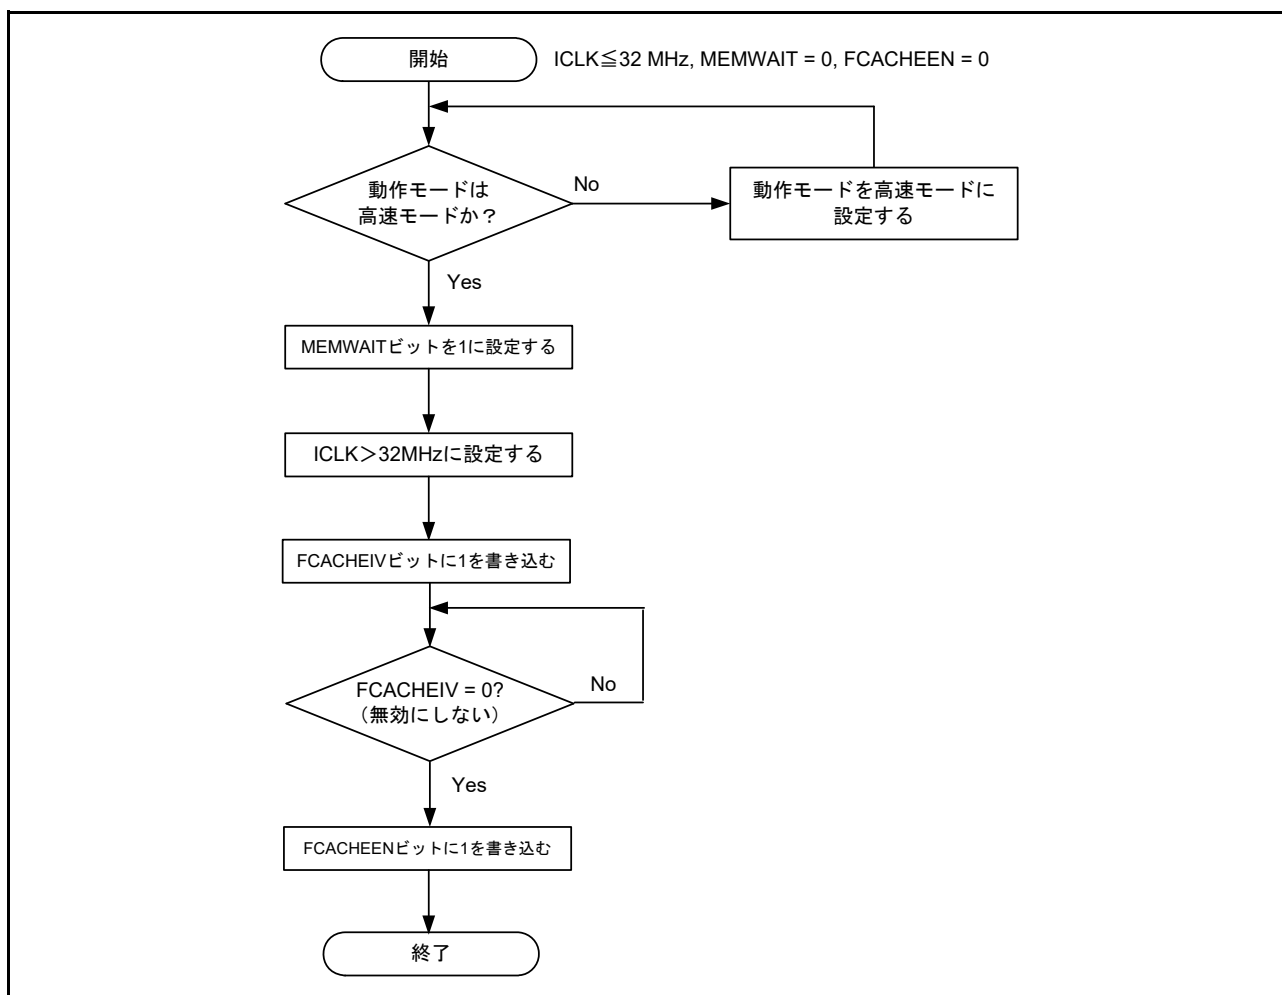 開始
ICLK≦32 MHz, MEMWAIT = 0, FCACHEEN = 0
動作モードは
高速モードか？
No
動作モードを高速モードに
設定する
Yes
MEMWAITビットを1に設定する
ICLK＞32MHzに設定する
FCACHEIVビットに1を書き込む
FCACHEIV = 0?
（無効にしない）
No
Yes
FCACHEENビットに1を書き込む
終了